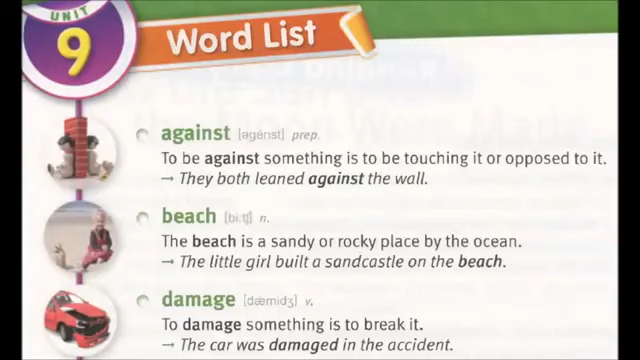 UNIT
9
Word List
against [əgénst] prep.
To be against something is to be touching it or opposed to it.
→ They both leaned against the wall.
beach [bi:tʃ] n.
The beach is a sandy or rocky place by the ocean.
→ The little girl built a sandcastle on the beach.
damage [dæmidʒ] v.
To damage something is to break it.
→ The car was damaged in the accident.